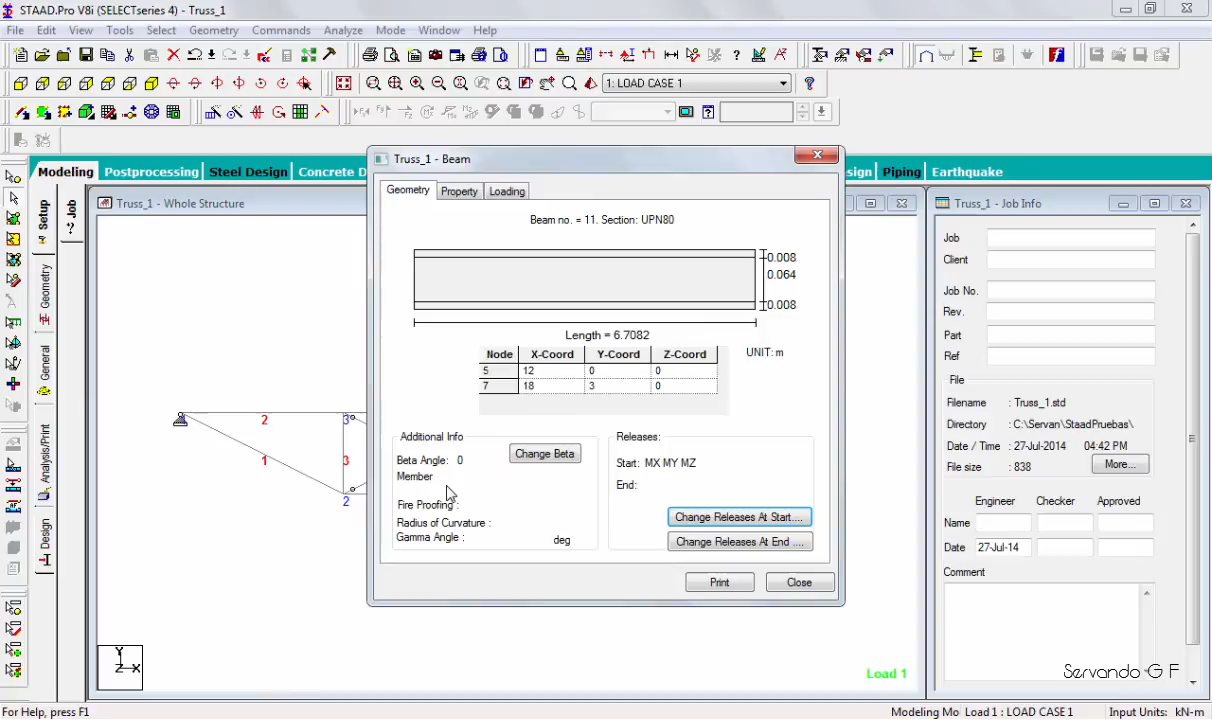 STAAD.Pro V8i (SELECTseries 4) - Truss_1 - Beam
File Edit View Tools Select Geometry Commands Analyze Mode Window Help
1: LOAD CASE 1
Modeling Postprocessing Steel Design Concrete D sign Piping Earthquake
Setup
Geometry
General
Analysis/Print
Design
Job
Truss_1 - Whole Structure
2
3
1
3
2
Y
Z X
Load 1
Truss_1 - Beam
Geometry Property Loading
Beam no. = 11. Section: UPN80
0.008
0.064
0.008
Length = 6.7082
Node X-Coord Y-Coord Z-Coord
5 12 0 0
7 18 3 0
UNIT: m
Additional Info
Beta Angle: 0
Change Beta
Member
Fire Proofing :
Radius of Curvature :
Gamma Angle : deg
Releases:
Start: MX MY MZ
End:
Change Releases At Start....
Change Releases At End ....
Print Close
Truss_1 - Job Info
Job
Client
Job No.
Rev.
Part
Ref
File
Filename : Truss_1.std
Directory : C:\Servan\StaadPruebas\
Date / Time : 27-Jul-2014 04:42 PM
File size : 838
More...
Engineer Checker Approved
Name
Date 27-Jul-14
Comment
Servando G F
For Help, press F1
Modeling Mo Load 1 : LOAD CASE 1 Input Units: kN-m